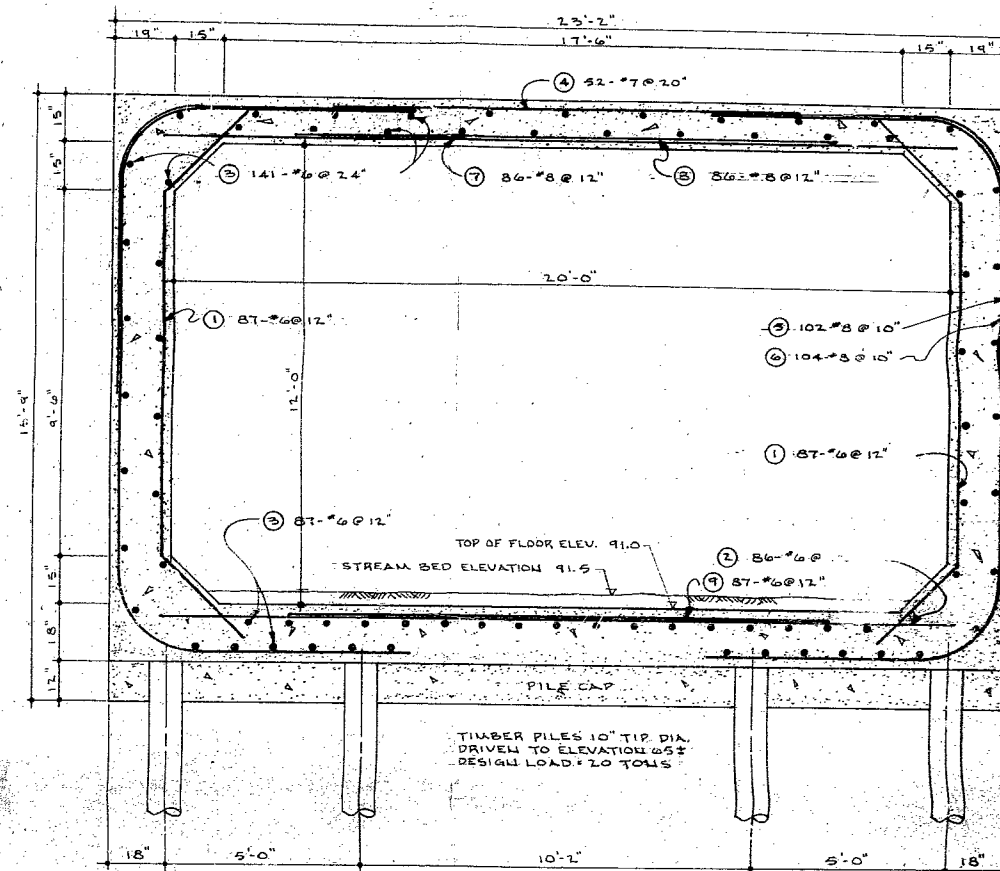 23'-2"
19" 15" 17'-6" 15" 19"
④ 52-#7@20"
15"
③ 141-#6@24" ⑦ 86-#8@12" ⑧ 86-#8@12"
15"
20'-0"
① 87-#6@12"
⑤ 102-#8@10"
⑥ 104-#8@10"
12'-0"
15'-9"
9'-6"
① 87-#6@12"
③ 87-#6@12"
TOP OF FLOOR ELEV. 91.0
② 86-#6@
STREAM BED ELEVATION 91.5
⑨ 87-#6@12"
15"
18"
12"
PILE CAP
TIMBER PILES 10" TIP DIA.
DRIVEN TO ELEVATION 65±
DESIGN LOAD = 20 TONS
18" 5'-0" 10'-2" 5'-0" 18"